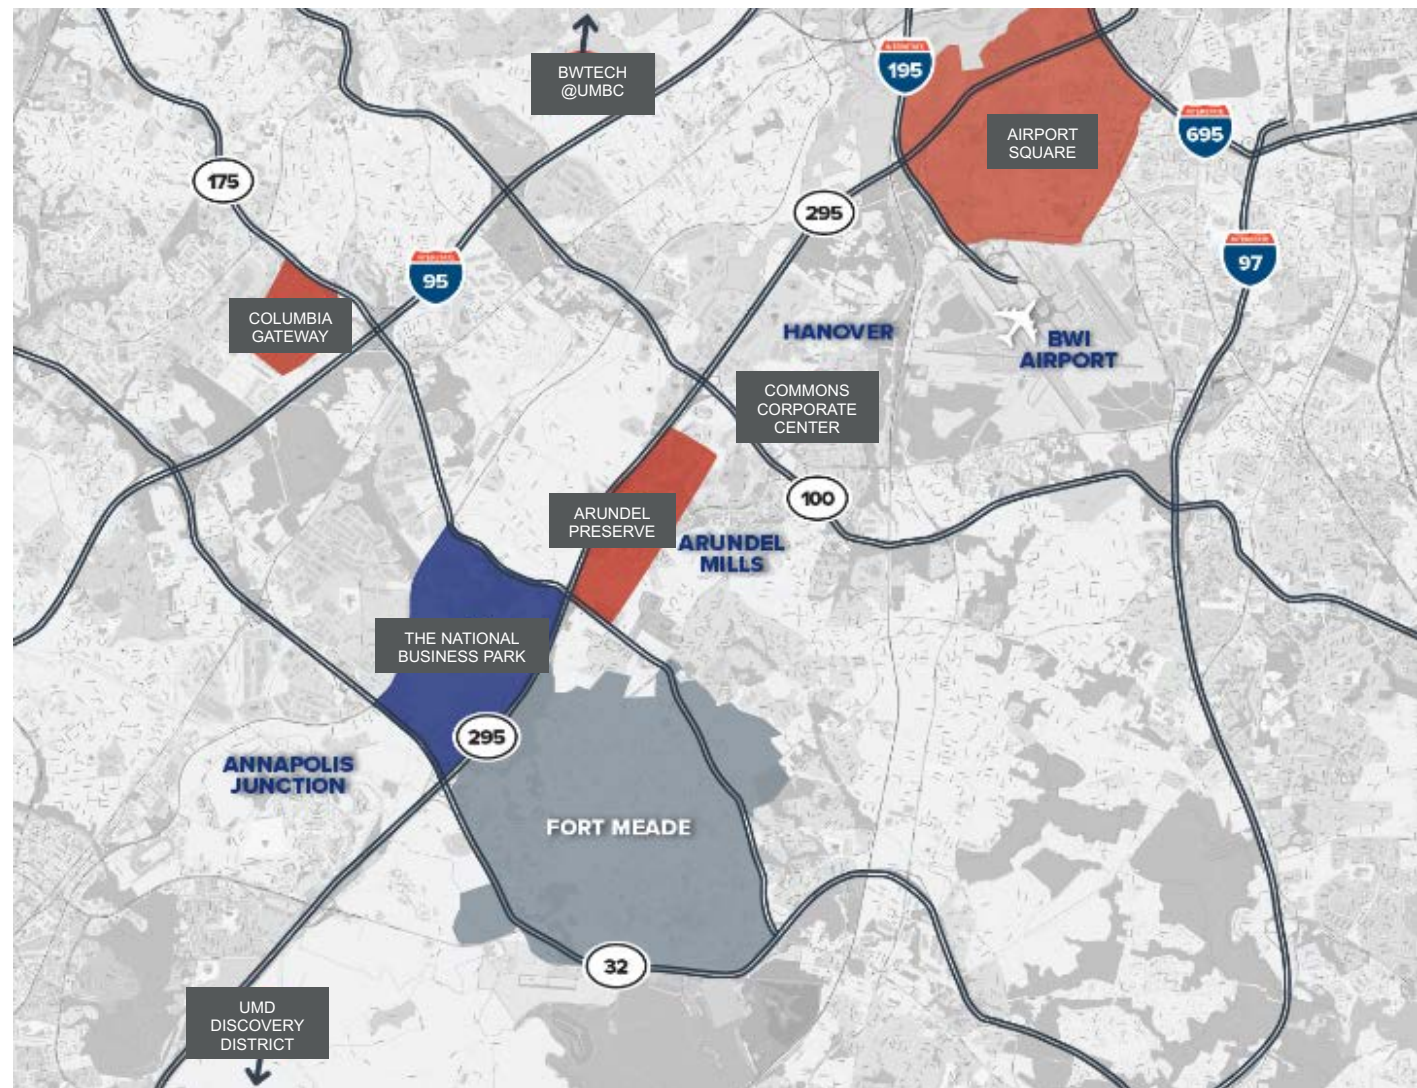 BWTECH
@UMBC
195
AIRPORT
SQUARE
695
175
295
95
97
COLUMBIA
GATEWAY
HANOVER
BWI
AIRPORT
COMMONS
CORPORATE
CENTER
100
ARUNDEL
PRESERVE
ARUNDEL
MILLS
THE NATIONAL
BUSINESS PARK
295
ANNAPOLIS
JUNCTION
FORT MEADE
32
UMD
DISCOVERY
DISTRICT